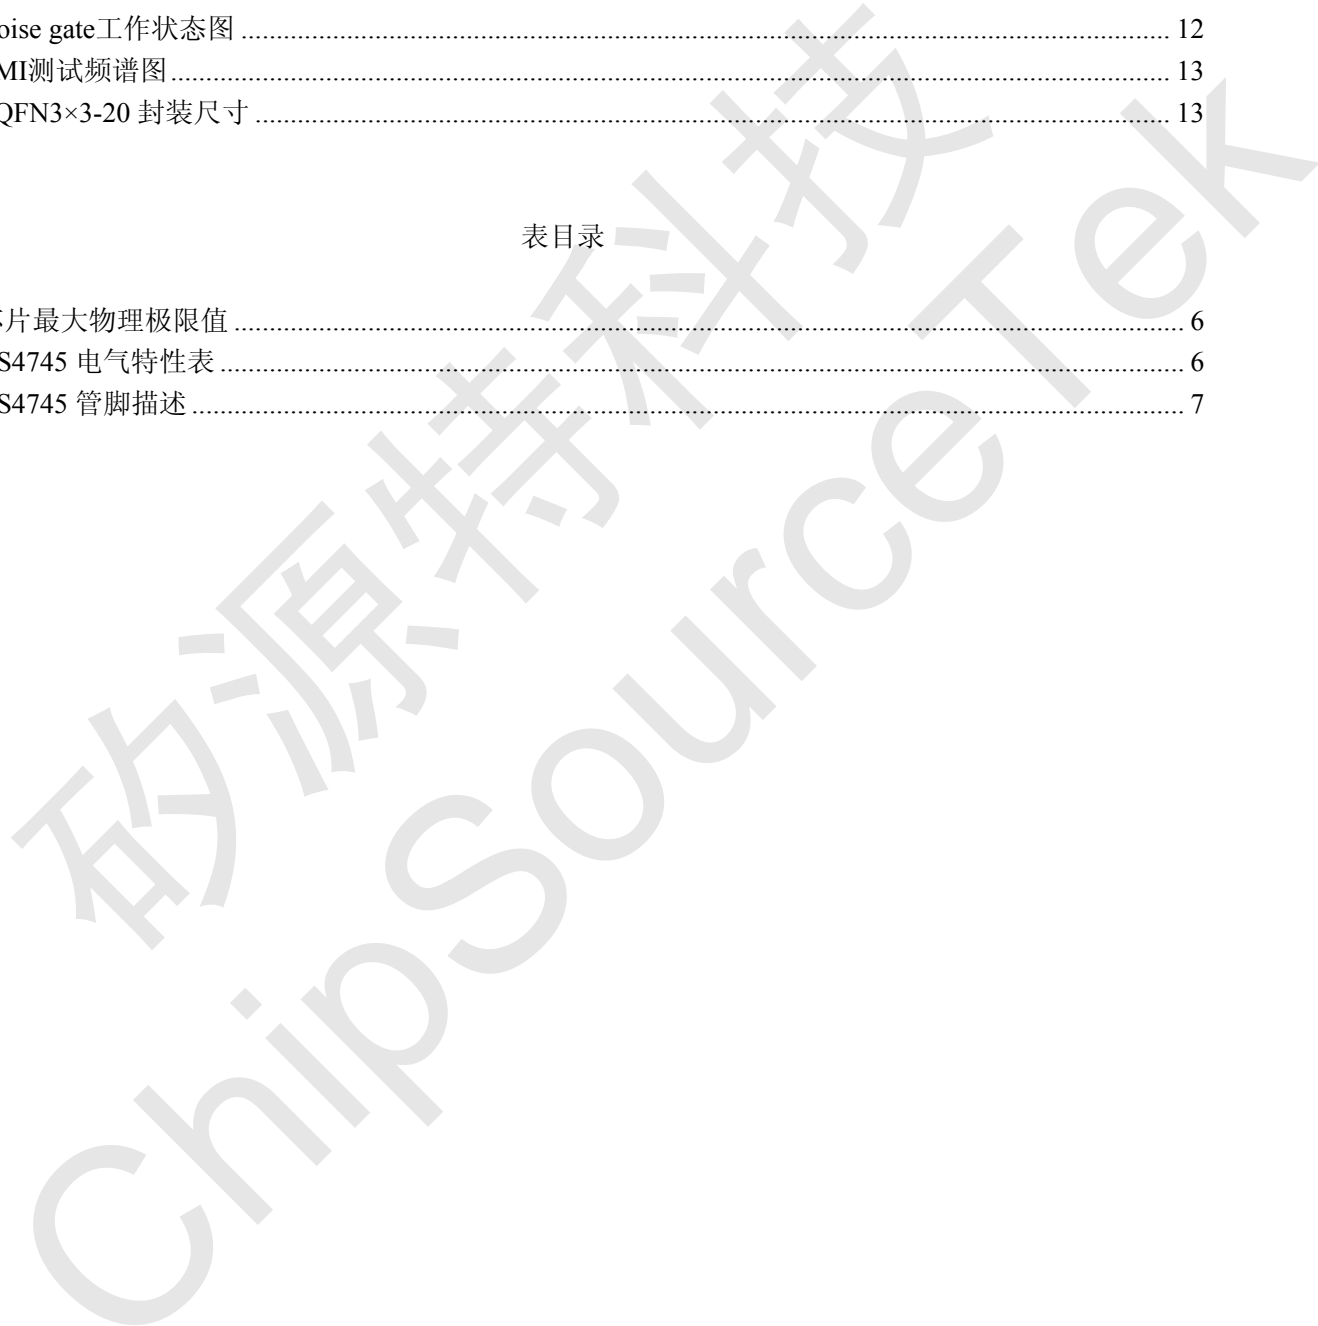 oise gate工作状态图 ........ 12
MI测试频谱图 ........ 13
QFN3×3-20 封装尺寸 ........ 13
表目录
片最大物理极限值 ........ 6
S4745 电气特性表 ........ 6
S4745 管脚描述 ........ 7
矽源特科技
ChipSourceTek